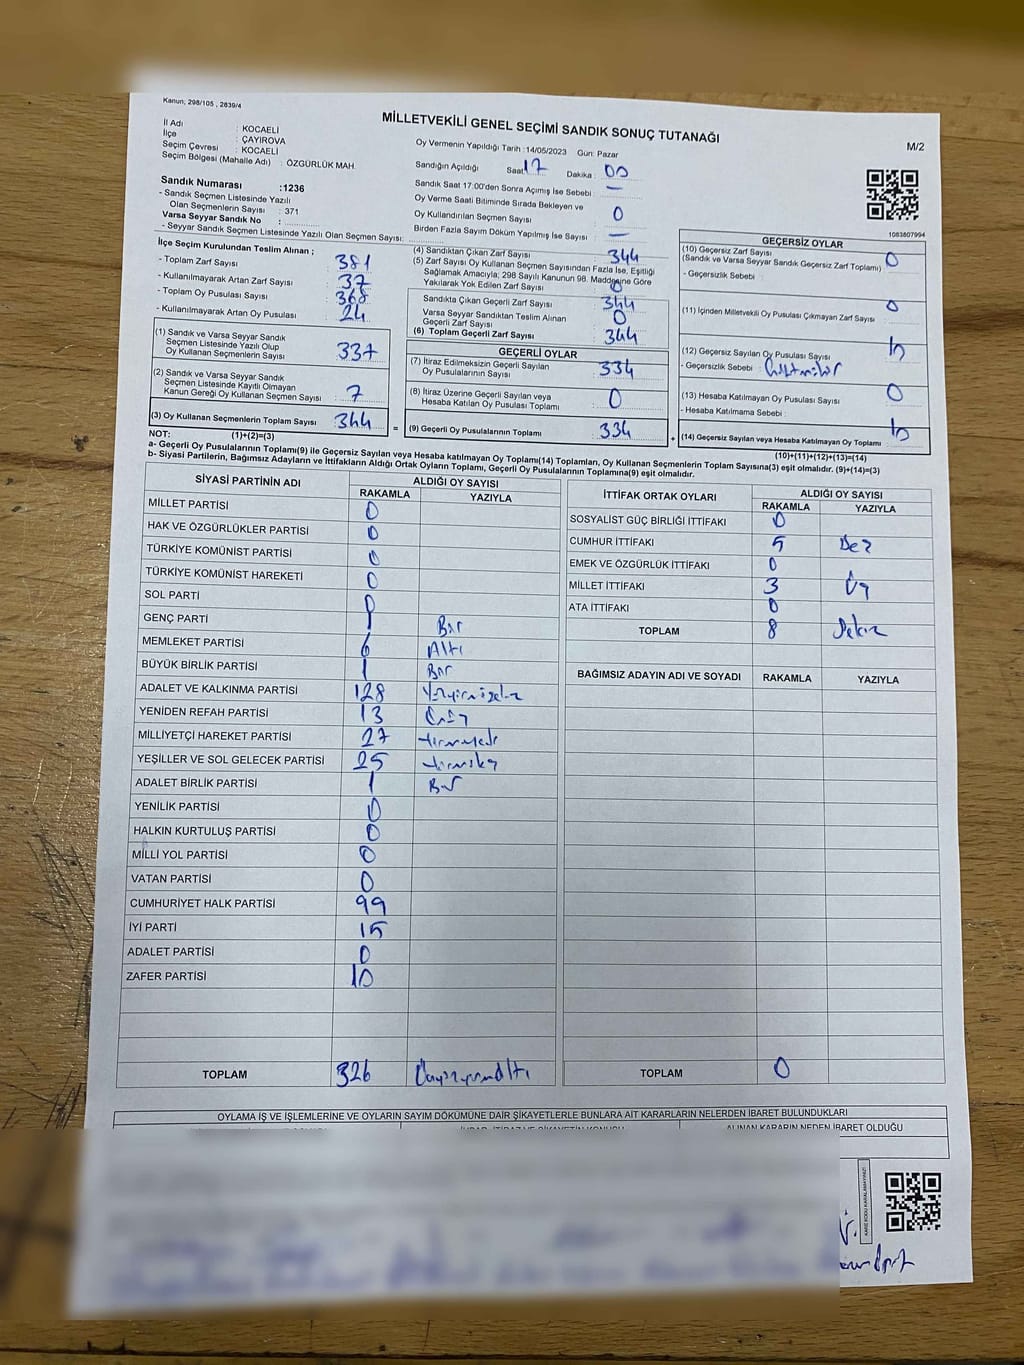 Kanun; 298/105 , 2839/4
MİLLETVEKİLİ GENEL SEÇİMİ SANDIK SONUÇ TUTANAĞI
M/2
İl Adı : KOCAELİ
İlçe : ÇAYIROVA
Seçim Çevresi : KOCAELİ
Seçim Bölgesi (Mahalle Adı) : ÖZGÜRLÜK MAH.
Sandık Numarası :1236
- Sandık Seçmen Listesinde Yazılı
Olan Seçmenlerin Sayısı : 371
Varsa Seyyar Sandık No :
- Seyyar Sandık Seçmen Listesinde Yazılı Olan Seçmen Sayısı:
Oy Vermenin Yapıldığı Tarih :14/05/2023 Gün: Pazar
Sandığın Açıldığı Saat 17 Dakika : 00
Sandık Saat 17:00'den Sonra Açımış İse Sebebi : —
Oy Verme Saati Bitiminde Sırada Bekleyen ve
Oy Kullandırılan Seçmen Sayısı 0
Birden Fazla Sayım Döküm Yapılmış İse Sayısı : —
1083807994
İlçe Seçim Kurulundan Teslim Alınan ;
- Toplam Zarf Sayısı : 381
- Kullanılmayarak Artan Zarf Sayısı : 37
- Toplam Oy Pusulası Sayısı : 368
- Kullanılmayarak Artan Oy Pusulası : 24
(1) Sandık ve Varsa Seyyar Sandık
Seçmen Listesinde Yazılı Olup
Oy Kullanan Seçmenlerin Sayısı : 337
(2) Sandık ve Varsa Seyyar Sandık
Seçmen Listesinde Kayıtlı Olmayan
Kanun Gereği Oy Kullanan Seçmen Sayısı : 7
(3) Oy Kullanan Seçmenlerin Toplam Sayısı : 344
(4) Sandıktan Çıkan Zarf Sayısı : 344
(5) Zarf Sayısı Oy Kullanan Seçmen Sayısından Fazla İse, Eşitliği
Sağlamak Amacıyla; 298 Sayılı Kanunun 98. Maddesine Göre
Yakılarak Yok Edilen Zarf Sayısı : 0
Sandıkta Çıkan Geçerli Zarf Sayısı : 344
Varsa Seyyar Sandıktan Teslim Alınan
Geçerli Zarf Sayısı : 0
(6) Toplam Geçerli Zarf Sayısı : 344
GEÇERLİ OYLAR
(7) İtiraz Edilmeksizin Geçerli Sayılan
Oy Pusulalarının Sayısı : 334
(8) İtiraz Üzerine Geçerli Sayılan veya
Hesaba Katılan Oy Pusulası Toplamı : 0
= (9) Geçerli Oy Pusulalarının Toplamı : 334
GEÇERSİZ OYLAR
(10) Geçersiz Zarf Sayısı
(Sandık ve Varsa Seyyar Sandık Geçersiz Zarf Toplamı) : 0
- Geçersizlik Sebebi :
(11) İçinden Milletvekili Oy Pusulası Çıkmayan Zarf Sayısı : 0
(12) Geçersiz Sayılan Oy Pusulası Sayısı : 10
- Geçersizlik Sebebi :
(13) Hesaba Katılmayan Oy Pusulası Sayısı : 0
- Hesaba Katılmama Sebebi :
+ (14) Geçersiz Sayılan veya Hesaba Katılmayan Oy Toplamı : 10
NOT: (1)+(2)=(3)
(10)+(11)+(12)+(13)=(14)
a- Geçerli Oy Pusulalarının Toplamı(9) ile Geçersiz Sayılan veya Hesaba katılmayan Oy Toplamı(14) Toplamları, Oy Kullanan Seçmenlerin Toplam Sayısına(3) eşit olmalıdır. (9)+(14)=(3)
b- Siyasi Partilerin, Bağımsız Adayların ve İttifakların Aldığı Ortak Oyların Toplamı, Geçerli Oy Pusulalarının Toplamına(9) eşit olmalıdır.
SİYASİ PARTİNİN ADI ALDIĞI OY SAYISI
RAKAMLA YAZIYLA
MİLLET PARTİSİ 0
HAK VE ÖZGÜRLÜKLER PARTİSİ 0
TÜRKİYE KOMÜNİST PARTİSİ 0
TÜRKİYE KOMÜNİST HAREKETİ 0
SOL PARTİ 0
GENÇ PARTİ 1 Bir
MEMLEKET PARTİSİ 6 Altı
BÜYÜK BİRLİK PARTİSİ 1 Bir
ADALET VE KALKINMA PARTİSİ 128
YENİDEN REFAH PARTİSİ 13
MİLLİYETÇİ HAREKET PARTİSİ 27
YEŞİLLER VE SOL GELECEK PARTİSİ 25
ADALET BİRLİK PARTİSİ 1 Bir
YENİLİK PARTİSİ 0
HALKIN KURTULUŞ PARTİSİ 0
MİLLİ YOL PARTİSİ 0
VATAN PARTİSİ 0
CUMHURİYET HALK PARTİSİ 99
İYİ PARTİ 15
ADALET PARTİSİ 0
ZAFER PARTİSİ 10
TOPLAM 326
İTTİFAK ORTAK OYLARI ALDIĞI OY SAYISI
RAKAMLA YAZIYLA
SOSYALİST GÜÇ BİRLİĞİ İTTİFAKI 0
CUMHUR İTTİFAKI 5 Beş
EMEK VE ÖZGÜRLÜK İTTİFAKI 0
MİLLET İTTİFAKI 3 Üç
ATA İTTİFAKI 0
TOPLAM 8 Sekiz
BAĞIMSIZ ADAYIN ADI VE SOYADI RAKAMLA YAZIYLA
TOPLAM 0
OYLAMA İŞ VE İŞLEMLERİNE VE OYLARIN SAYIM DÖKÜMÜNE DAİR ŞİKAYETLERLE BUNLARA AİT KARARLARIN NELERDEN İBARET BULUNDUKLARI
ALINAN KARARIN NEDEN İBARET OLDUĞU
KARE KODU KARALAMAYINIZ!